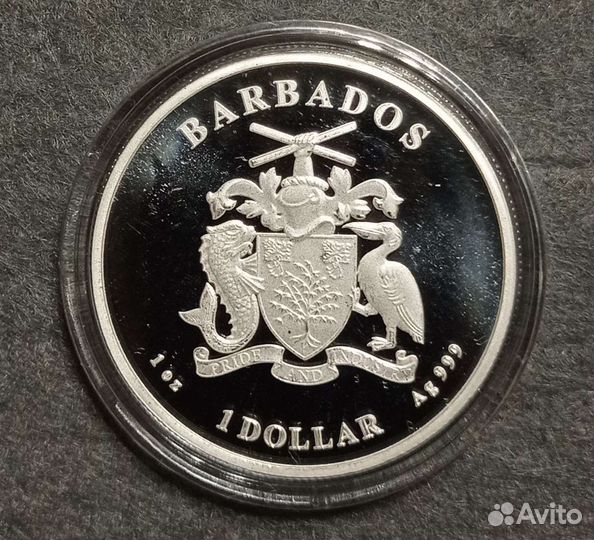 BARBADOS
PRIDE AND INDUSTRY
1 oz
Ag 999
1 DOLLAR
Avito